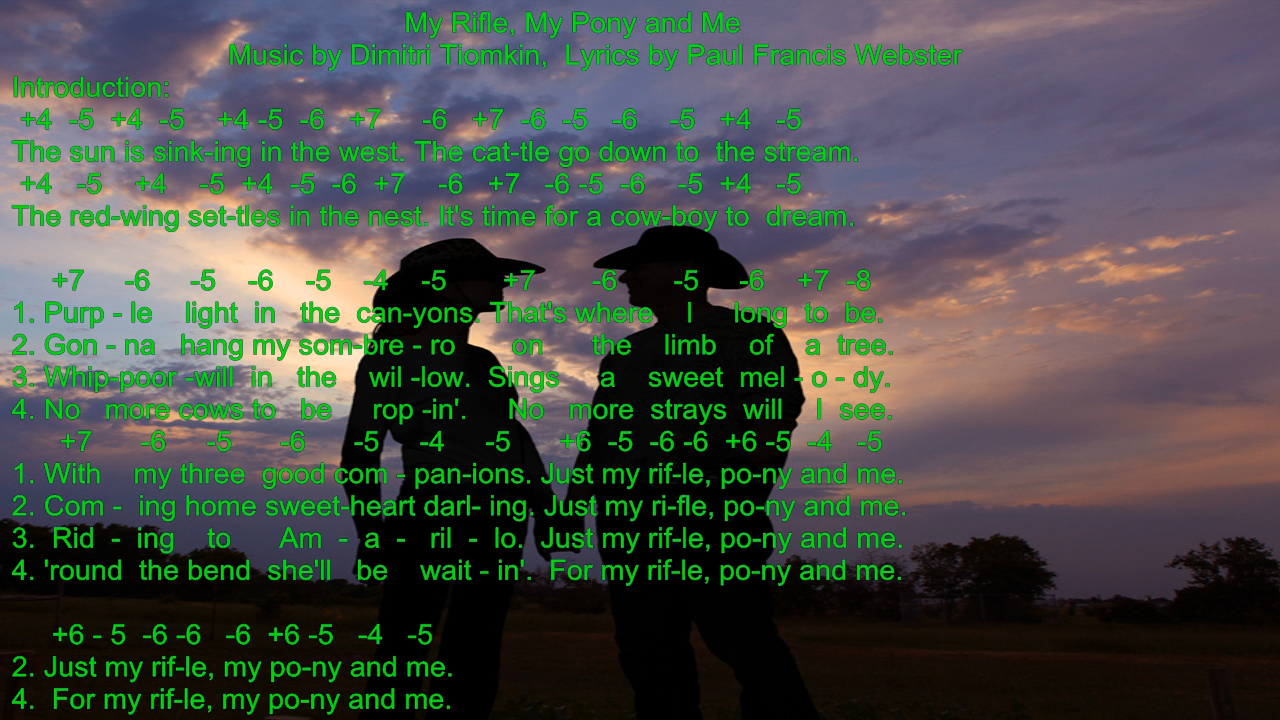 My Rifle, My Pony and Me
Music by Dimitri Tiomkin, Lyrics by Paul Francis Webster
Introduction:
+4 -5 +4 -5 +4 -5 -6 +7 -6 +7 -6 -5 -6 -5 +4 -5
The sun is sink-ing in the west. The cat-tle go down to the stream.
+4 -5 +4 -5 +4 -5 -6 +7 -6 +7 -6 -5 -6 -5 +4 -5
The red-wing set-tles in the nest. It's time for a cow-boy to dream.
+7 -6 -5 -6 -5 -4 -5 +7 -6 -5 -6 +7 -8
1. Purp - le light in the can-yons. That's where I long to be.
2. Gon - na hang my som-bre - ro on the limb of a tree.
3. Whip-poor -will in the wil -low. Sings a sweet mel - o - dy.
4. No more cows to be rop -in'. No more strays will I see.
+7 -6 -5 -6 -5 -4 -5 +6 -5 -6 -6 +6 -5 -4 -5
1. With my three good com - pan-ions. Just my rif-le, po-ny and me.
2. Com - ing home sweet-heart darl- ing. Just my ri-fle, po-ny and me.
3. Rid - ing to Am - a - ril - lo. Just my rif-le, po-ny and me.
4. 'round the bend she'll be wait - in'. For my rif-le, po-ny and me.
+6 - 5 -6 -6 -6 +6 -5 -4 -5
2. Just my rif-le, my po-ny and me.
4. For my rif-le, my po-ny and me.